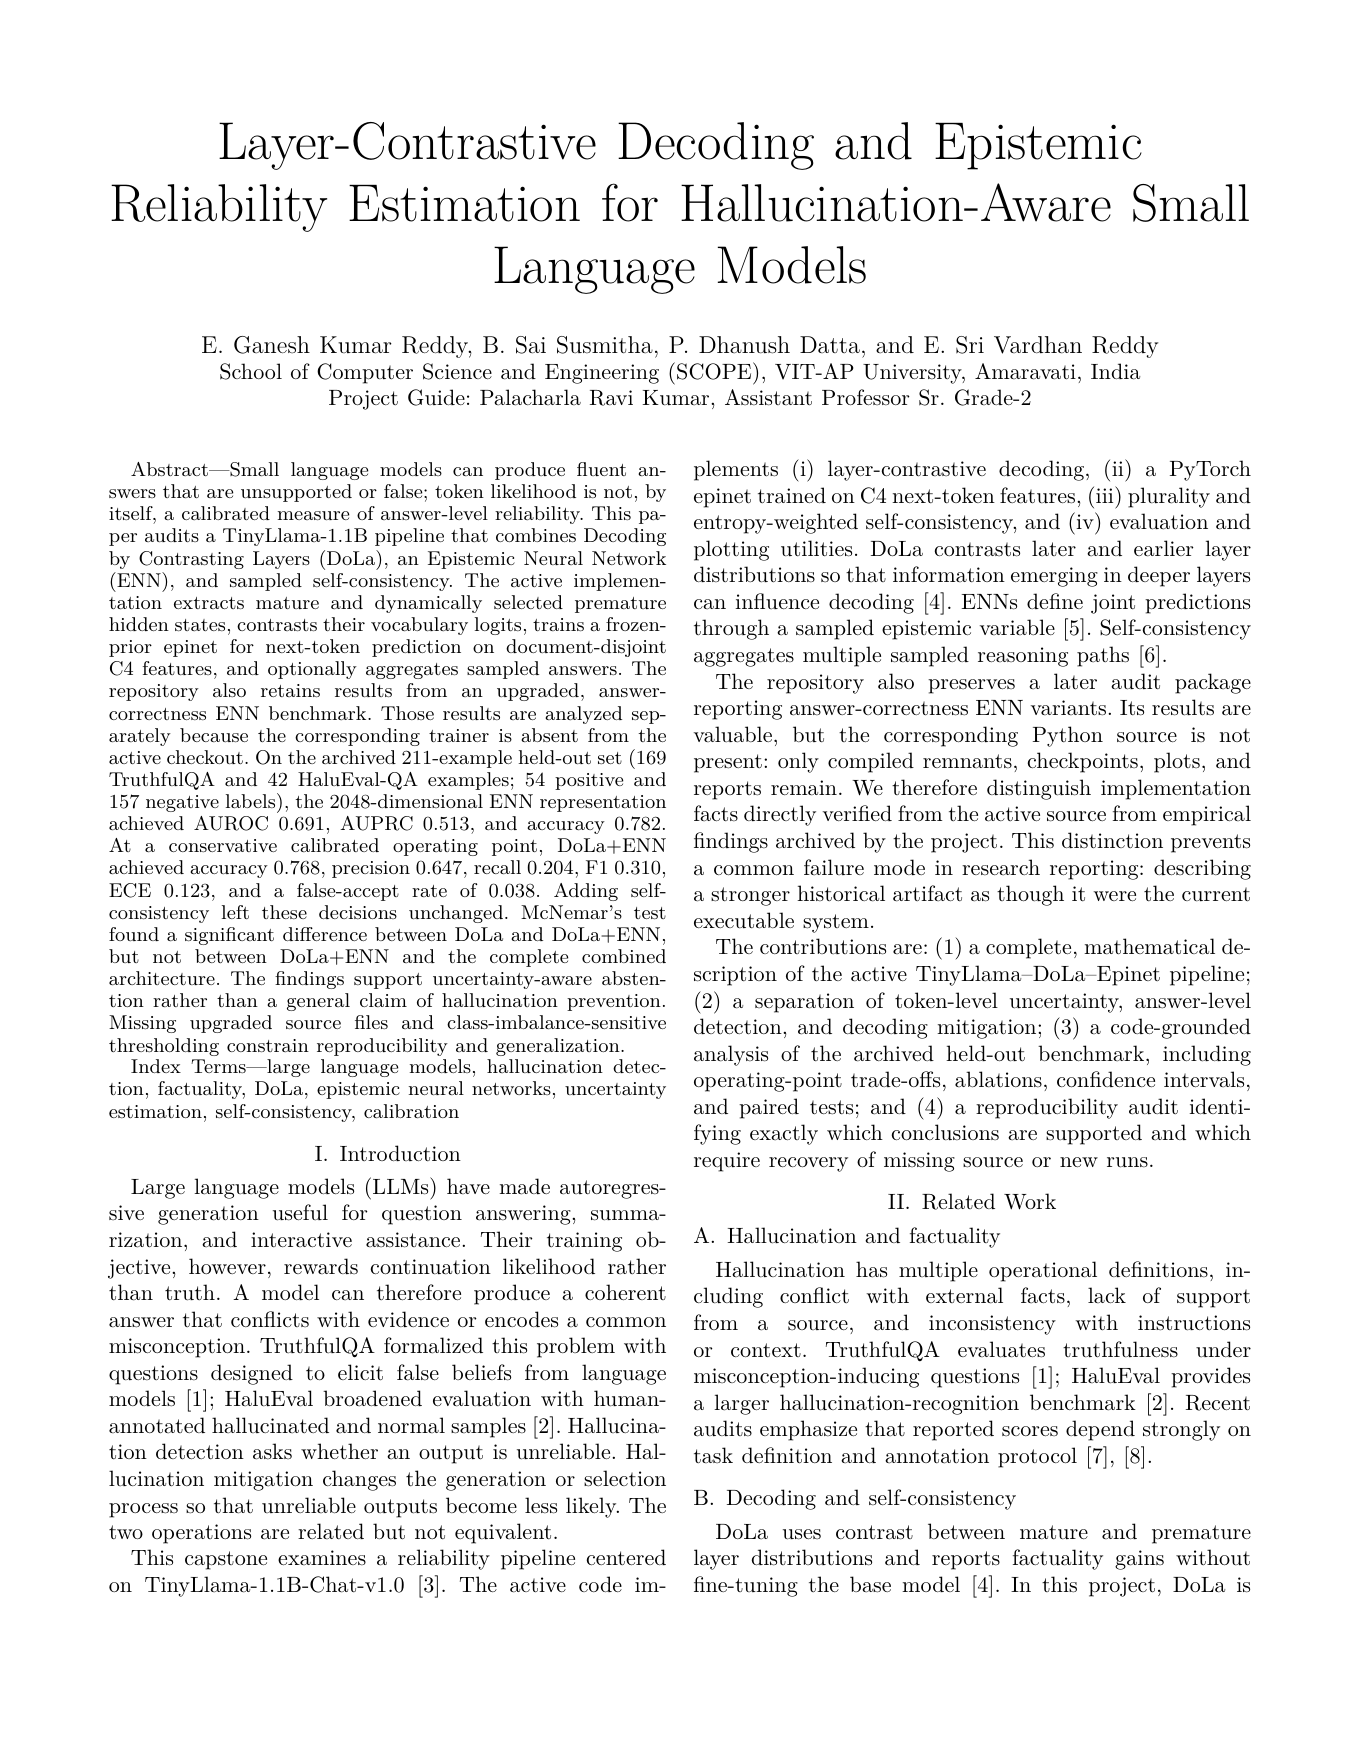 Layer-Contrastive Decoding and Epistemic
Reliability Estimation for Hallucination-Aware Small
Language Models
E. Ganesh Kumar Reddy, B. Sai Susmitha, P. Dhanush Datta, and E. Sri Vardhan Reddy
School of Computer Science and Engineering (SCOPE), VIT-AP University, Amaravati, India
Project Guide: Palacharla Ravi Kumar, Assistant Professor Sr. Grade-2
Abstract—Small language models can produce fluent an-
swers that are unsupported or false; token likelihood is not, by
itself, a calibrated measure of answer-level reliability. This pa-
per audits a TinyLlama-1.1B pipeline that combines Decoding
by Contrasting Layers (DoLa), an Epistemic Neural Network
(ENN), and sampled self-consistency. The active implemen-
tation extracts mature and dynamically selected premature
hidden states, contrasts their vocabulary logits, trains a frozen-
prior epinet for next-token prediction on document-disjoint
C4 features, and optionally aggregates sampled answers. The
repository also retains results from an upgraded, answer-
correctness ENN benchmark. Those results are analyzed sep-
arately because the corresponding trainer is absent from the
active checkout. On the archived 211-example held-out set (169
TruthfulQA and 42 HaluEval-QA examples; 54 positive and
157 negative labels), the 2048-dimensional ENN representation
achieved AUROC 0.691, AUPRC 0.513, and accuracy 0.782.
At a conservative calibrated operating point, DoLa+ENN
achieved accuracy 0.768, precision 0.647, recall 0.204, F1 0.310,
ECE 0.123, and a false-accept rate of 0.038. Adding self-
consistency left these decisions unchanged. McNemar's test
found a significant difference between DoLa and DoLa+ENN,
but not between DoLa+ENN and the complete combined
architecture. The findings support uncertainty-aware absten-
tion rather than a general claim of hallucination prevention.
Missing upgraded source files and class-imbalance-sensitive
thresholding constrain reproducibility and generalization.
Index Terms—large language models, hallucination detec-
tion, factuality, DoLa, epistemic neural networks, uncertainty
estimation, self-consistency, calibration
I. Introduction
Large language models (LLMs) have made autoregres-
sive generation useful for question answering, summa-
rization, and interactive assistance. Their training ob-
jective, however, rewards continuation likelihood rather
than truth. A model can therefore produce a coherent
answer that conflicts with evidence or encodes a common
misconception. TruthfulQA formalized this problem with
questions designed to elicit false beliefs from language
models [1]; HaluEval broadened evaluation with human-
annotated hallucinated and normal samples [2]. Hallucina-
tion detection asks whether an output is unreliable. Hal-
lucination mitigation changes the generation or selection
process so that unreliable outputs become less likely. The
two operations are related but not equivalent.
This capstone examines a reliability pipeline centered
on TinyLlama-1.1B-Chat-v1.0 [3]. The active code im-
plements (i) layer-contrastive decoding, (ii) a PyTorch
epinet trained on C4 next-token features, (iii) plurality and
entropy-weighted self-consistency, and (iv) evaluation and
plotting utilities. DoLa contrasts later and earlier layer
distributions so that information emerging in deeper layers
can influence decoding [4]. ENNs define joint predictions
through a sampled epistemic variable [5]. Self-consistency
aggregates multiple sampled reasoning paths [6].
The repository also preserves a later audit package
reporting answer-correctness ENN variants. Its results are
valuable, but the corresponding Python source is not
present: only compiled remnants, checkpoints, plots, and
reports remain. We therefore distinguish implementation
facts directly verified from the active source from empirical
findings archived by the project. This distinction prevents
a common failure mode in research reporting: describing
a stronger historical artifact as though it were the current
executable system.
The contributions are: (1) a complete, mathematical de-
scription of the active TinyLlama–DoLa–Epinet pipeline;
(2) a separation of token-level uncertainty, answer-level
detection, and decoding mitigation; (3) a code-grounded
analysis of the archived held-out benchmark, including
operating-point trade-offs, ablations, confidence intervals,
and paired tests; and (4) a reproducibility audit identi-
fying exactly which conclusions are supported and which
require recovery of missing source or new runs.
II. Related Work
A. Hallucination and factuality
Hallucination has multiple operational definitions, in-
cluding conflict with external facts, lack of support
from a source, and inconsistency with instructions
or context. TruthfulQA evaluates truthfulness under
misconception-inducing questions [1]; HaluEval provides
a larger hallucination-recognition benchmark [2]. Recent
audits emphasize that reported scores depend strongly on
task definition and annotation protocol [7], [8].
B. Decoding and self-consistency
DoLa uses contrast between mature and premature
layer distributions and reports factuality gains without
fine-tuning the base model [4]. In this project, DoLa is